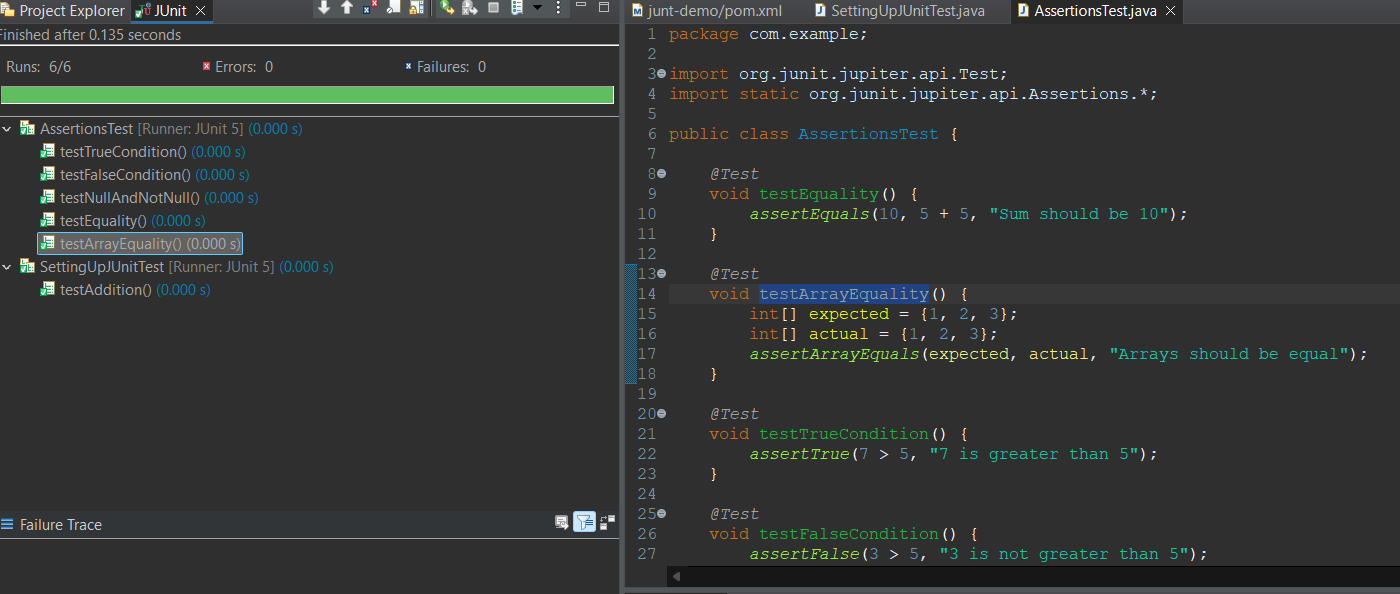 Project Explorer JUnit
Finished after 0.135 seconds
Runs: 6/6 Errors: 0 Failures: 0
AssertionsTest [Runner: JUnit 5] (0.000 s)
testTrueCondition() (0.000 s)
testFalseCondition() (0.000 s)
testNullAndNotNull() (0.000 s)
testEquality() (0.000 s)
testArrayEquality() (0.000 s)
SettingUpJUnitTest [Runner: JUnit 5] (0.000 s)
testAddition() (0.000 s)
Failure Trace
junt-demo/pom.xml SettingUpJUnitTest.java AssertionsTest.java
1 package com.example;
2
3 import org.junit.jupiter.api.Test;
4 import static org.junit.jupiter.api.Assertions.*;
5
6 public class AssertionsTest {
7
8 @Test
9 void testEquality() {
10 assertEquals(10, 5 + 5, "Sum should be 10");
11 }
12
13 @Test
14 void testArrayEquality() {
15 int[] expected = {1, 2, 3};
16 int[] actual = {1, 2, 3};
17 assertArrayEquals(expected, actual, "Arrays should be equal");
18 }
19
20 @Test
21 void testTrueCondition() {
22 assertTrue(7 > 5, "7 is greater than 5");
23 }
24
25 @Test
26 void testFalseCondition() {
27 assertFalse(3 > 5, "3 is not greater than 5");